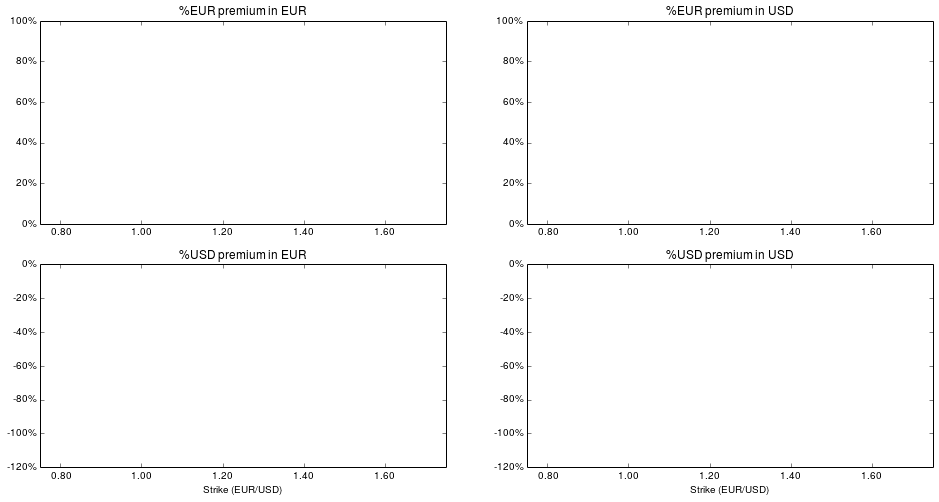 %EUR premium in EUR
100%
80%
60%
40%
20%
0%
0.80 1.00 1.20 1.40 1.60
%EUR premium in USD
100%
80%
60%
40%
20%
0%
0.80 1.00 1.20 1.40 1.60
%USD premium in EUR
0%
-20%
-40%
-60%
-80%
-100%
-120%
0.80 1.00 1.20 1.40 1.60
Strike (EUR/USD)
%USD premium in USD
0%
-20%
-40%
-60%
-80%
-100%
-120%
0.80 1.00 1.20 1.40 1.60
Strike (EUR/USD)